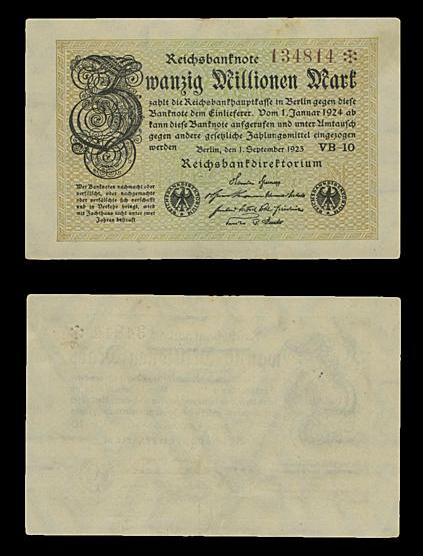 Reichsbanknote 134814
Zwanzig Millionen Mark
zahlt die Reichsbankhauptkasse in Berlin gegen diese
Banknote dem Einlieferer. Vom 1. Januar 1924 ab
kann diese Banknote aufgerufen und unter Umtausch
gegen andere gesetzliche Zahlungsmittel eingezogen
werden Berlin, den 1. September 1923 VB-10
Reichsbankdirektorium
Wer Banknoten nachmacht oder
verfälscht, oder nachgemachte
oder verfälschte sich verschafft
und in Verkehr bringt, wird
mit Zuchthaus nicht unter zwei
Jahren bestraft